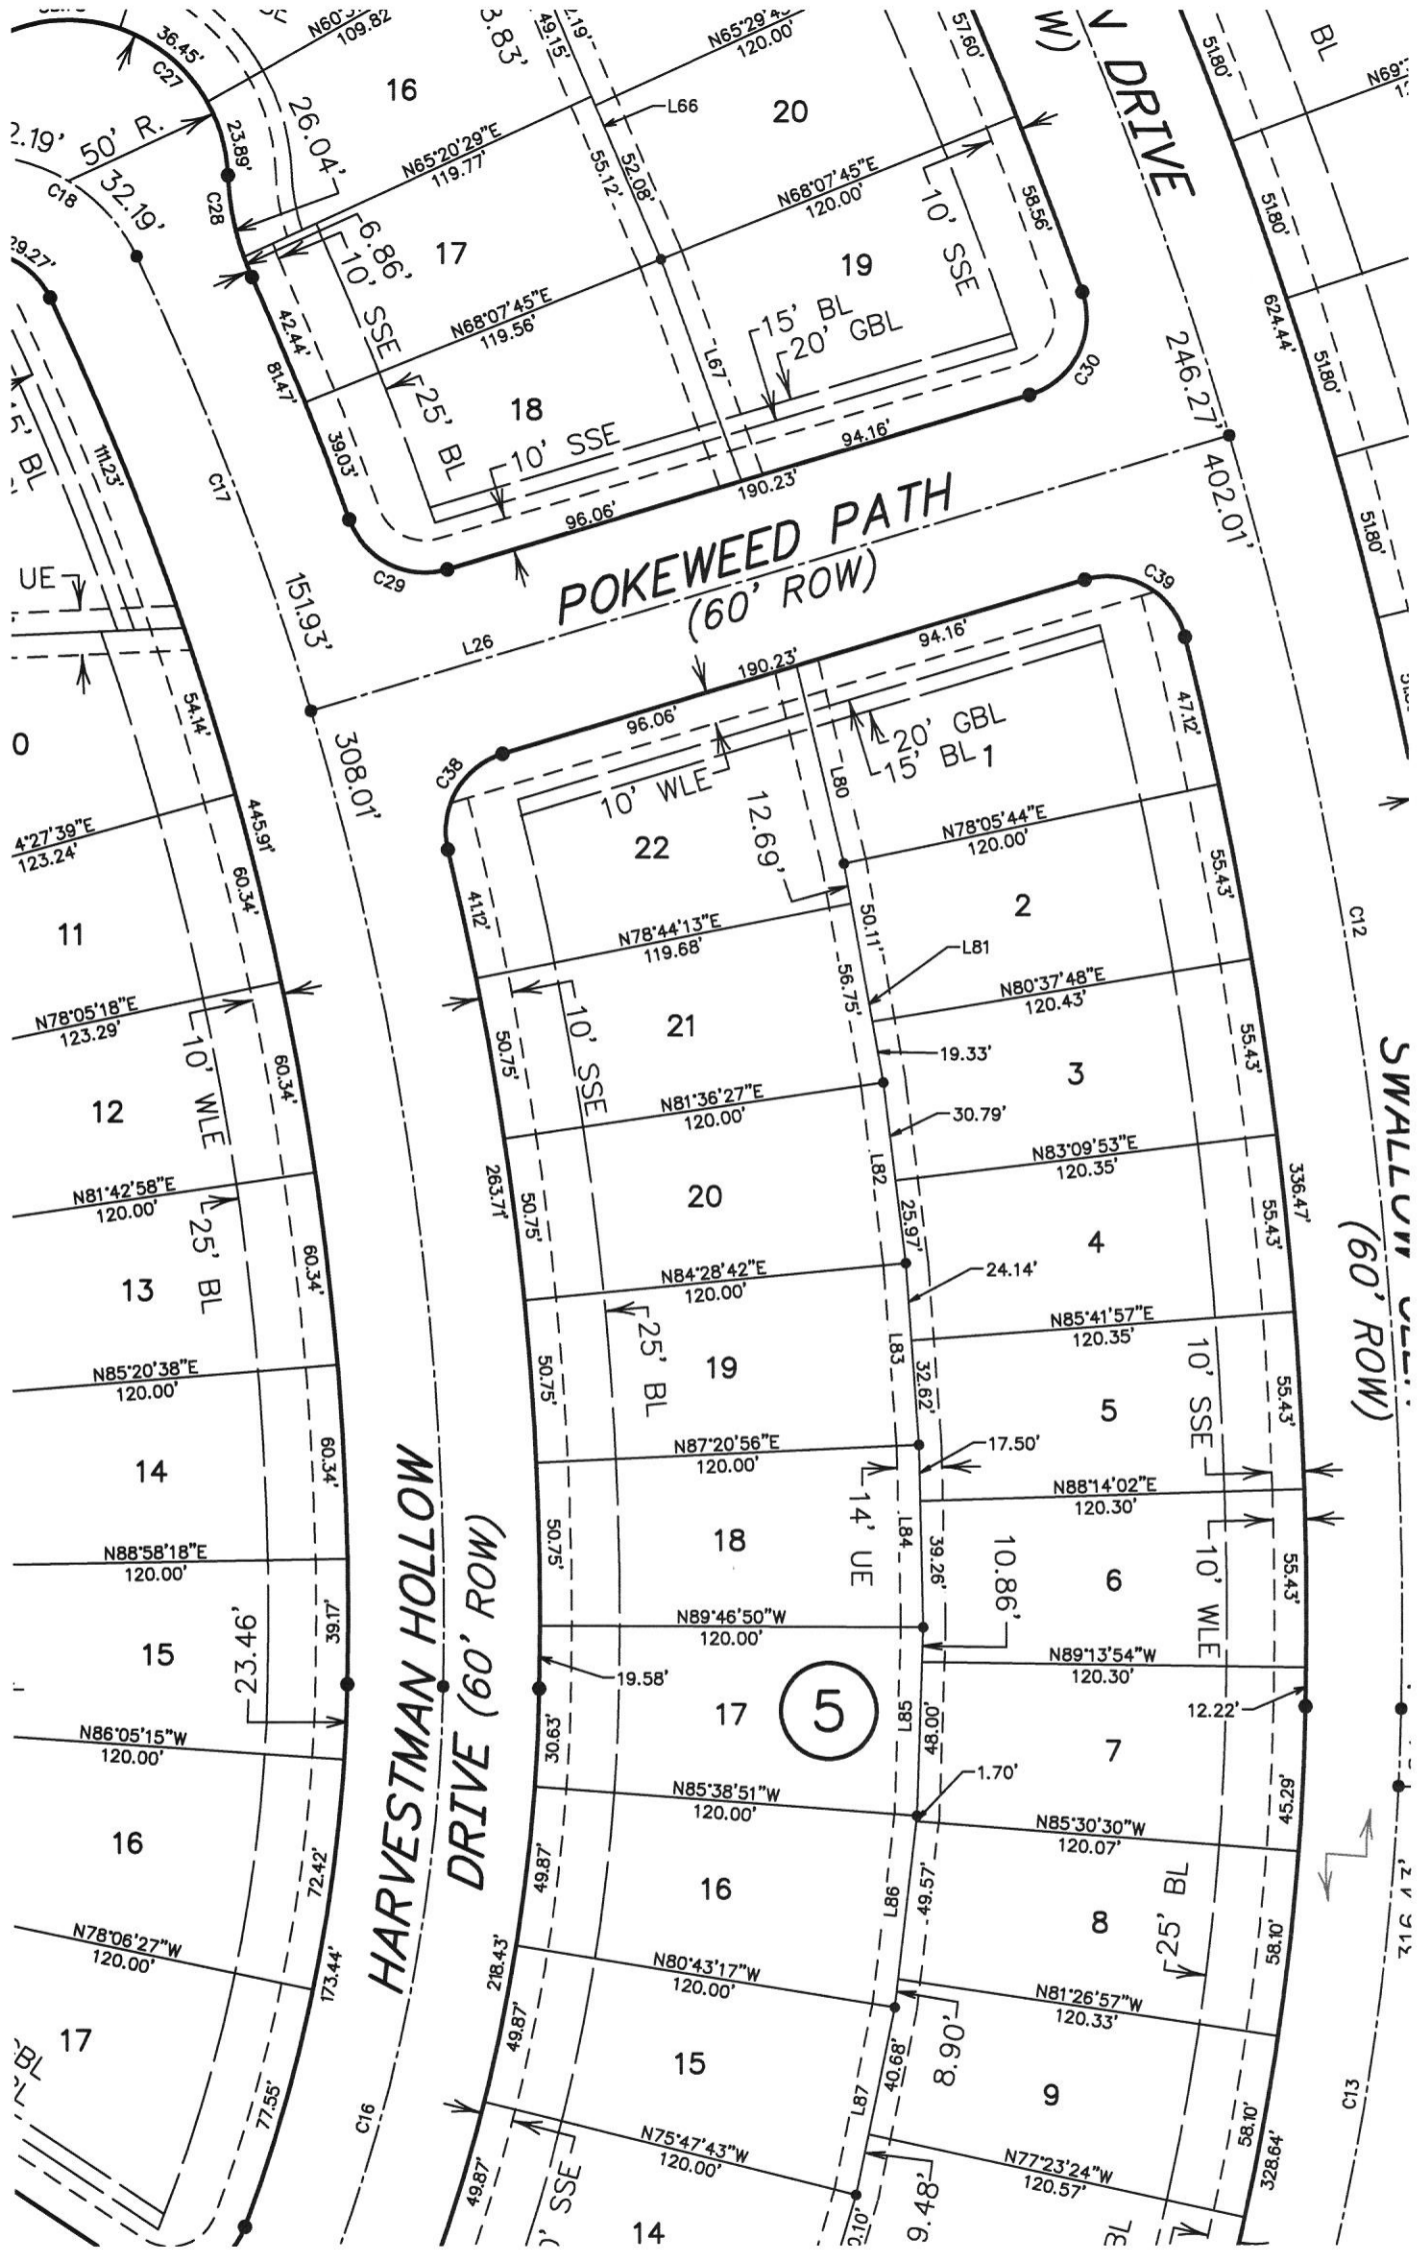 36.45'
C27
109.82
16
49.15'
2.19'
120.00'
57.60'
DRIVE
51.80'
BL
2.19'
50' R.
23.89'
26.04'
N65°20'29"E
119.77'
L66
20
C18
32.19'
C28
55.12'
52.08'
N68°07'45"E
120.00'
10' SSE
58.56'
51.80'
29.27'
6.86'
10' SSE
17
19
42.44'
81.47'
N68°07'45"E
119.56'
15' BL
20' GBL
L67
C30
246.27'
624.44'
51.80'
111.23'
C17
39.03'
18
25' BL
10' SSE
94.16'
190.23'
96.06'
402.01'
51.80'
UE
C29
POKEWEED PATH
(60' ROW)
C39
151.93'
L26
190.23'
94.16'
54.14'
96.06'
47.12'
308.01'
C38
10' WLE
20' GBL
15' BL
1
L80
4°27'39"E
123.24'
445.91'
22
12.69'
N78°05'44"E
120.00'
60.34'
41.12'
55.43'
11
N78°44'13"E
119.68'
50.11'
2
C12
L81
56.75'
N78°05'18"E
123.29'
10' WLE
21
10' SSE
N80°37'48"E
120.43'
50.75'
19.33'
55.43'
60.34'
12
N81°36'27"E
120.00'
3
30.79'
SWALLOW
(60' ROW)
N81°42'58"E
120.00'
25' BL
263.71'
50.75'
20
L82
25.97'
N83°09'53"E
120.35'
336.47'
55.43'
4
13
60.34'
N84°28'42"E
120.00'
24.14'
N85°41'57"E
120.35'
25' BL
N85°20'38"E
120.00'
50.75'
19
L83
32.62'
5
10' SSE
55.43'
14
60.34'
N87°20'56"E
120.00'
17.50'
N88°14'02"E
120.30'
14' UE
18
L84
39.26'
10.86'
6
10' WLE
55.43'
N88°58'18"E
120.00'
50.75'
HARVESTMAN HOLLOW
DRIVE (60' ROW)
15
23.46'
39.17'
N89°46'50"W
120.00'
N89°13'54"W
120.30'
19.58'
17
5
L85
48.00'
12.22'
7
N86°05'15"W
120.00'
30.63'
1.70'
45.29'
N85°38'51"W
120.00'
N85°30'30"W
120.07'
16
72.42'
49.87'
16
L86
49.57'
8
25' BL
58.10'
N78°06'27"W
120.00'
173.44'
218.43'
N80°43'17"W
120.00'
N81°26'57"W
120.33'
17
49.87'
15
8.90'
40.68'
L87
9
77.55'
C16
C13
N75°47'43"W
120.00'
N77°23'24"W
120.57'
58.10'
328.64'
49.87'
SSE
14
9.48'
BL